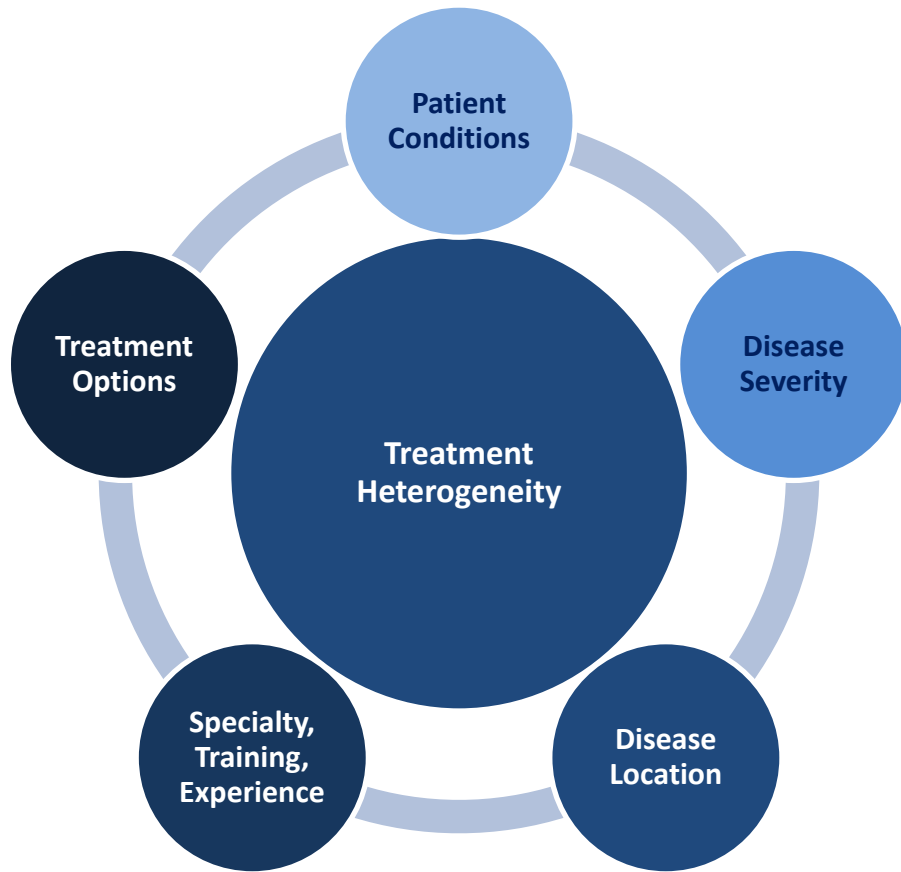 Patient
Conditions
Disease
Severity
Disease
Location
Specialty,
Training,
Experience
Treatment
Options
Treatment
Heterogeneity